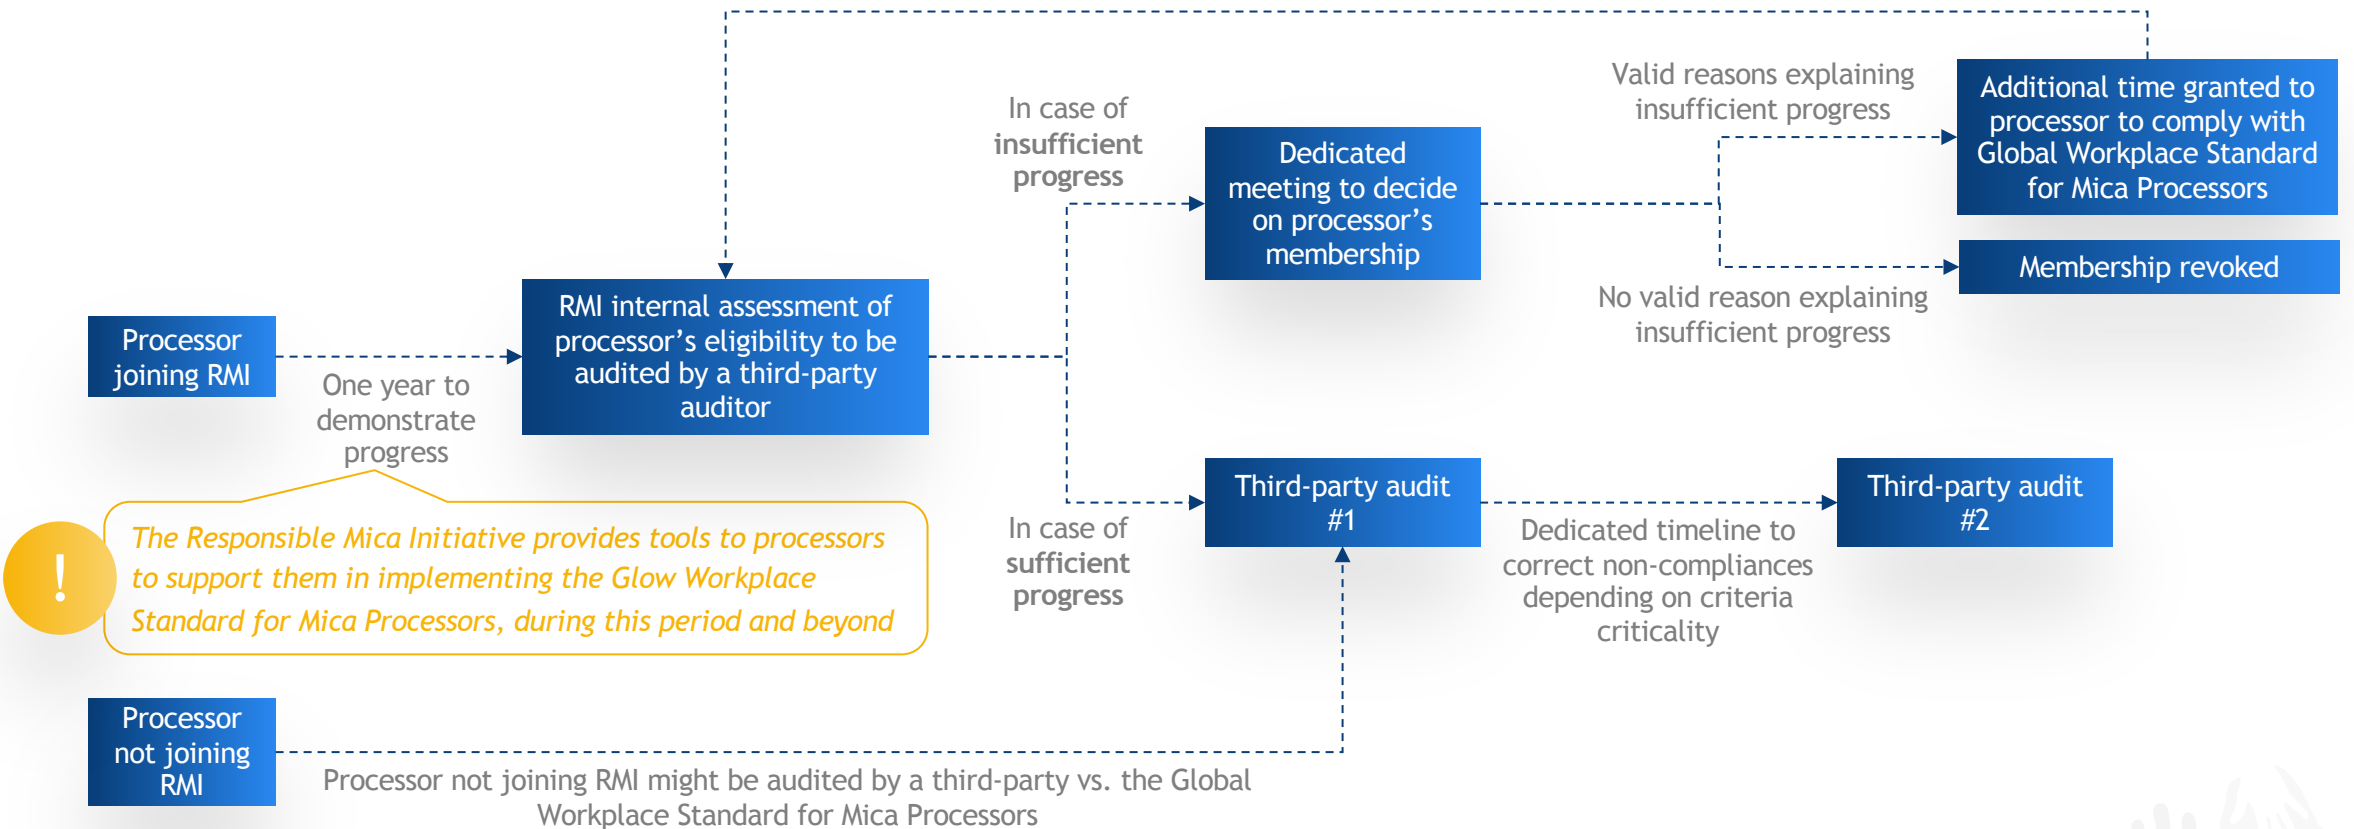 Valid reasons explaining
insufficient progress
Additional time granted to
processor to comply with
Global Workplace Standard
for Mica Processors
In case of
insufficient
progress
Dedicated
meeting to decide
on processor’s
membership
Membership revoked
No valid reason explaining
insufficient progress
Processor
joining RMI
One year to
demonstrate
progress
RMI internal assessment of
processor’s eligibility to be
audited by a third-party
auditor
In case of
sufficient
progress
Third-party audit
#1
Dedicated timeline to
correct non-compliances
depending on criteria
criticality
Third-party audit
#2
!
The Responsible Mica Initiative provides tools to processors
to support them in implementing the Glow Workplace
Standard for Mica Processors, during this period and beyond
Processor
not joining
RMI
Processor not joining RMI might be audited by a third-party vs. the Global
Workplace Standard for Mica Processors